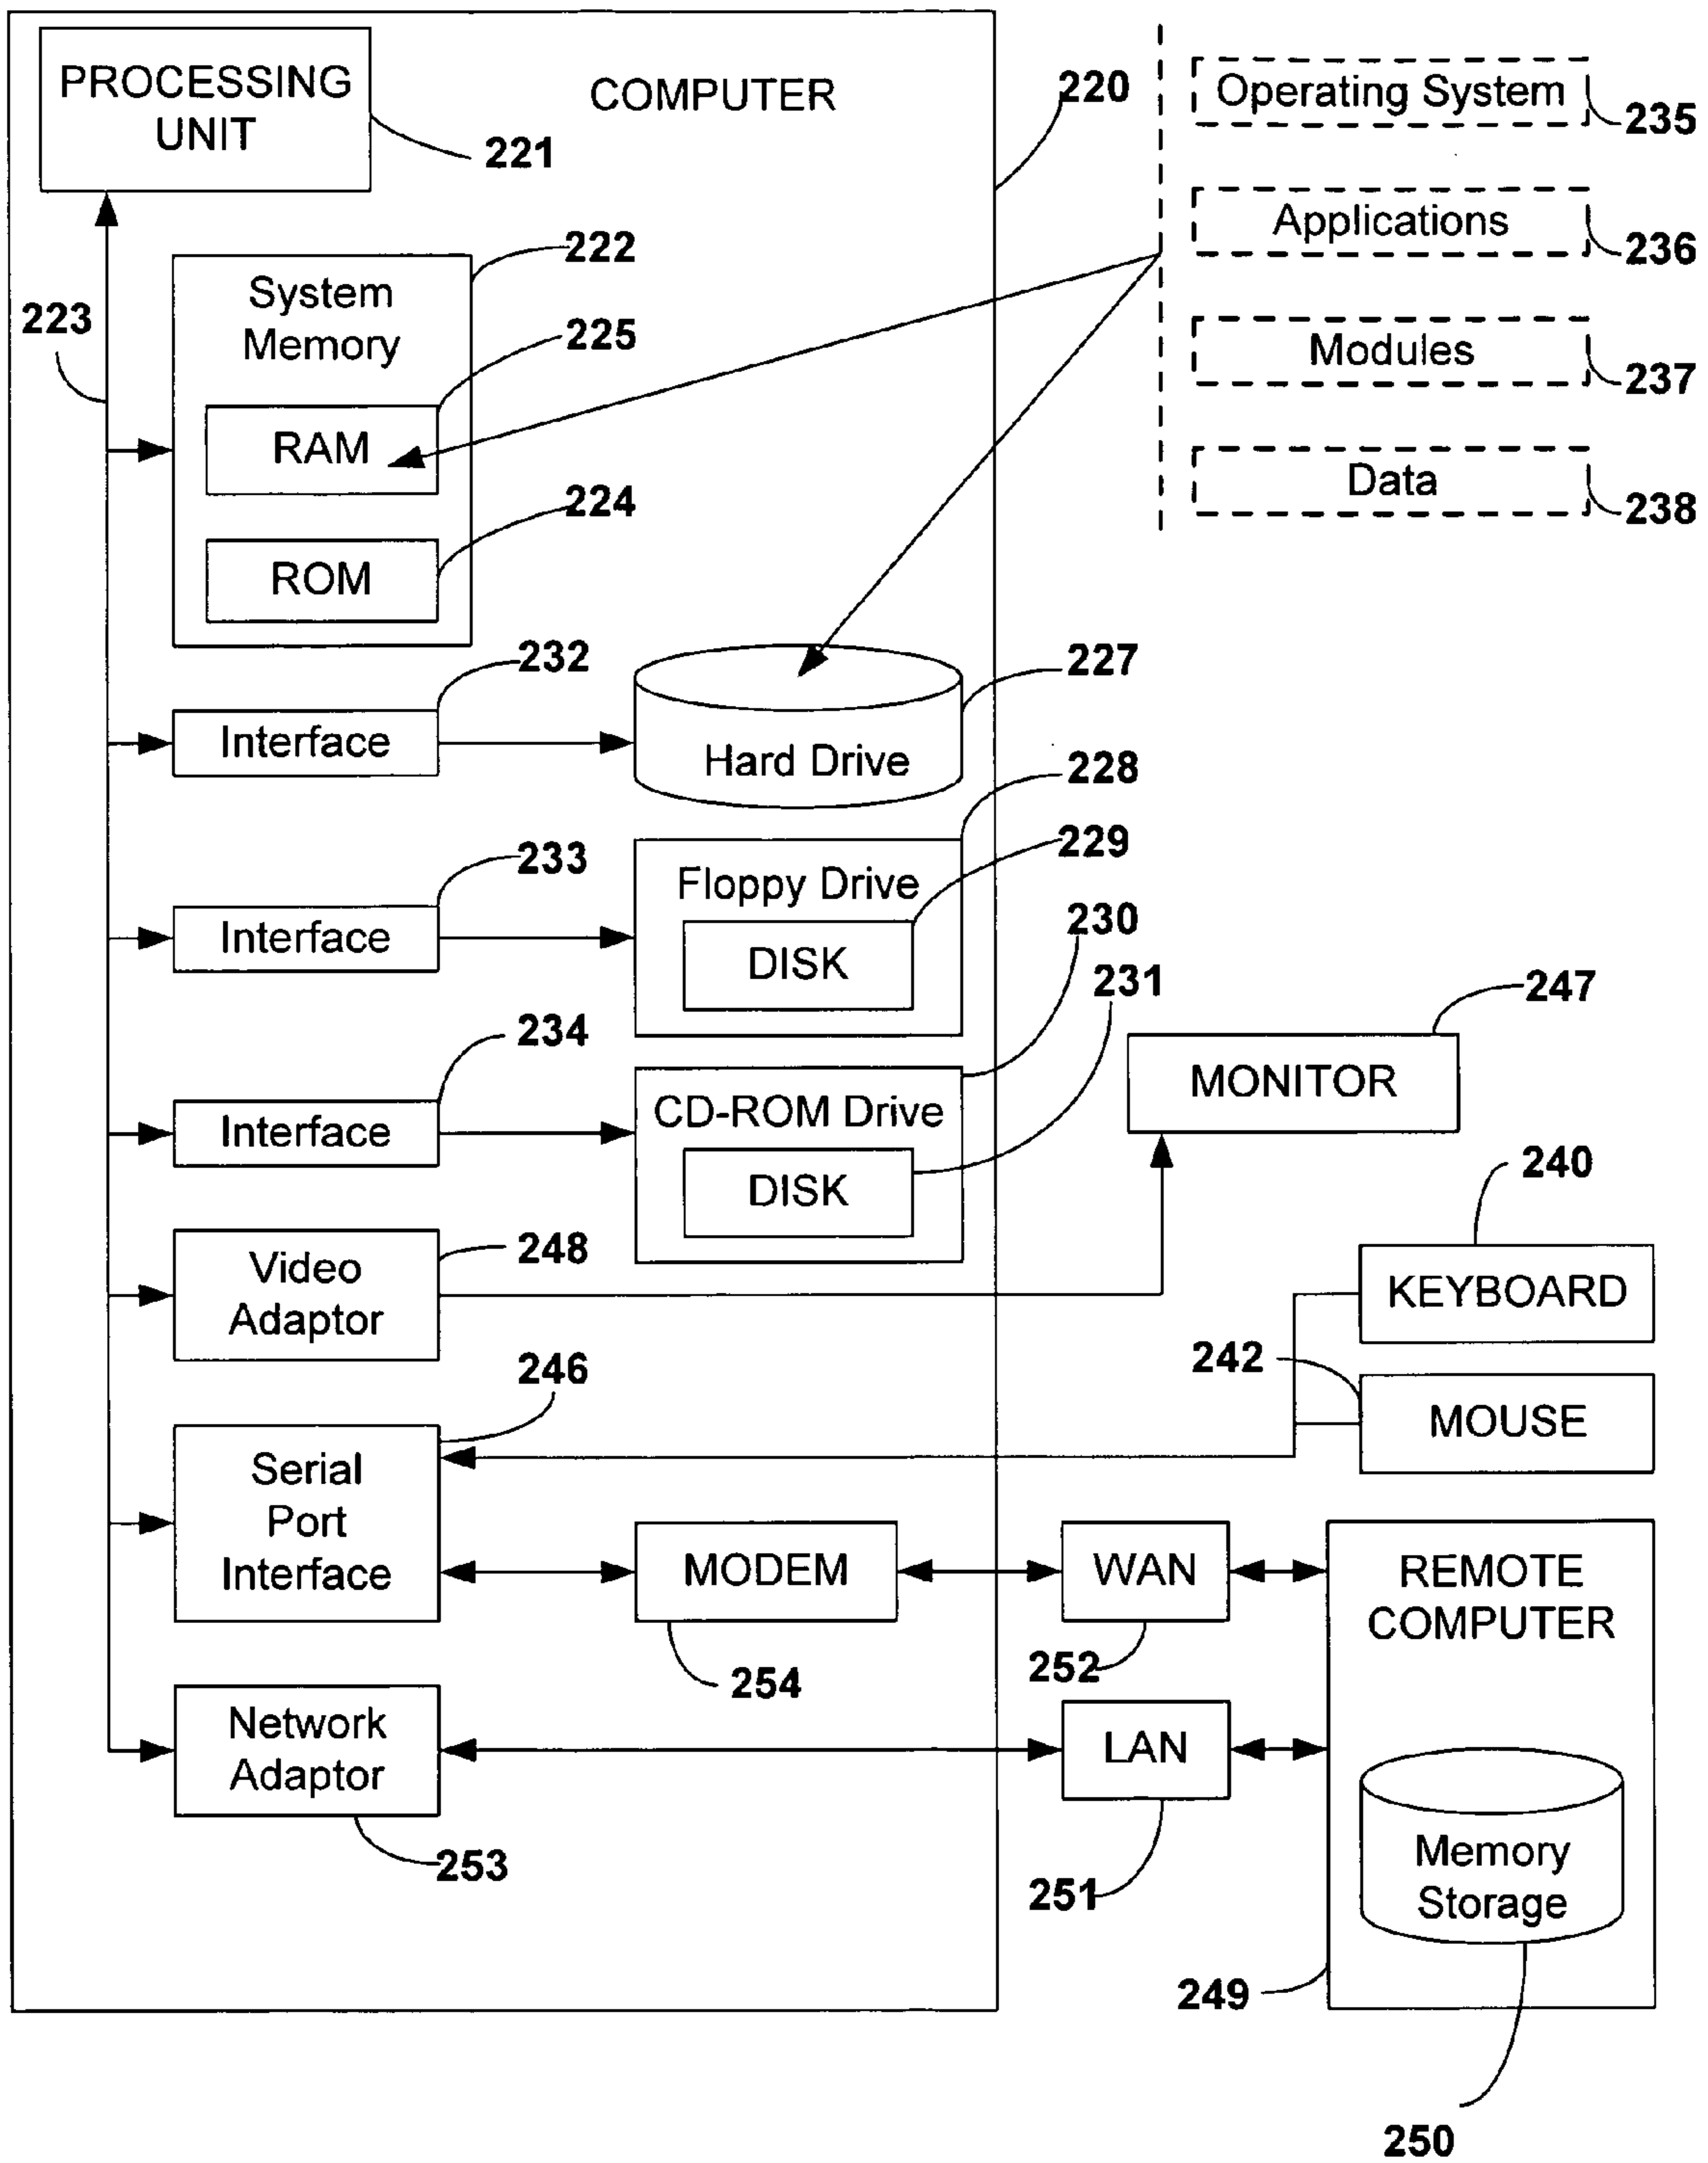 PROCESSING
UNIT
COMPUTER
220
221
Operating System
235
Applications
236
Modules
237
Data
238
222
System
Memory
223
225
RAM
224
ROM
232
Interface
227
Hard Drive
228
233
Interface
229
Floppy Drive
DISK
230
231
234
Interface
CD-ROM Drive
DISK
247
MONITOR
240
KEYBOARD
248
Video
Adaptor
242
MOUSE
246
Serial
Port
Interface
MODEM
254
WAN
252
REMOTE
COMPUTER
Network
Adaptor
253
LAN
251
Memory
Storage
249
250